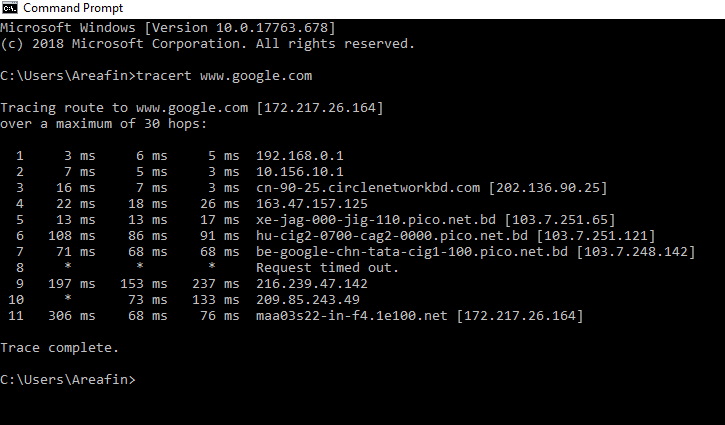 Command Prompt
Microsoft Windows [Version 10.0.17763.678]
(c) 2018 Microsoft Corporation. All rights reserved.
C:\Users\Areafin>tracert www.google.com
Tracing route to www.google.com [172.217.26.164]
over a maximum of 30 hops:
1 3 ms 6 ms 5 ms 192.168.0.1
2 7 ms 5 ms 3 ms 10.156.10.1
3 16 ms 7 ms 3 ms cn-90-25.circlenetworkbd.com [202.136.90.25]
4 22 ms 18 ms 26 ms 163.47.157.125
5 13 ms 13 ms 17 ms xe-jag-000-jig-110.pico.net.bd [103.7.251.65]
6 108 ms 86 ms 91 ms hu-cig2-0700-cag2-0000.pico.net.bd [103.7.251.121]
7 71 ms 68 ms 68 ms be-google-chn-tata-cig1-100.pico.net.bd [103.7.248.142]
8 * * * Request timed out.
9 197 ms 153 ms 237 ms 216.239.47.142
10 * 73 ms 133 ms 209.85.243.49
11 306 ms 68 ms 76 ms maa03s22-in-f4.1e100.net [172.217.26.164]
Trace complete.
C:\Users\Areafin>